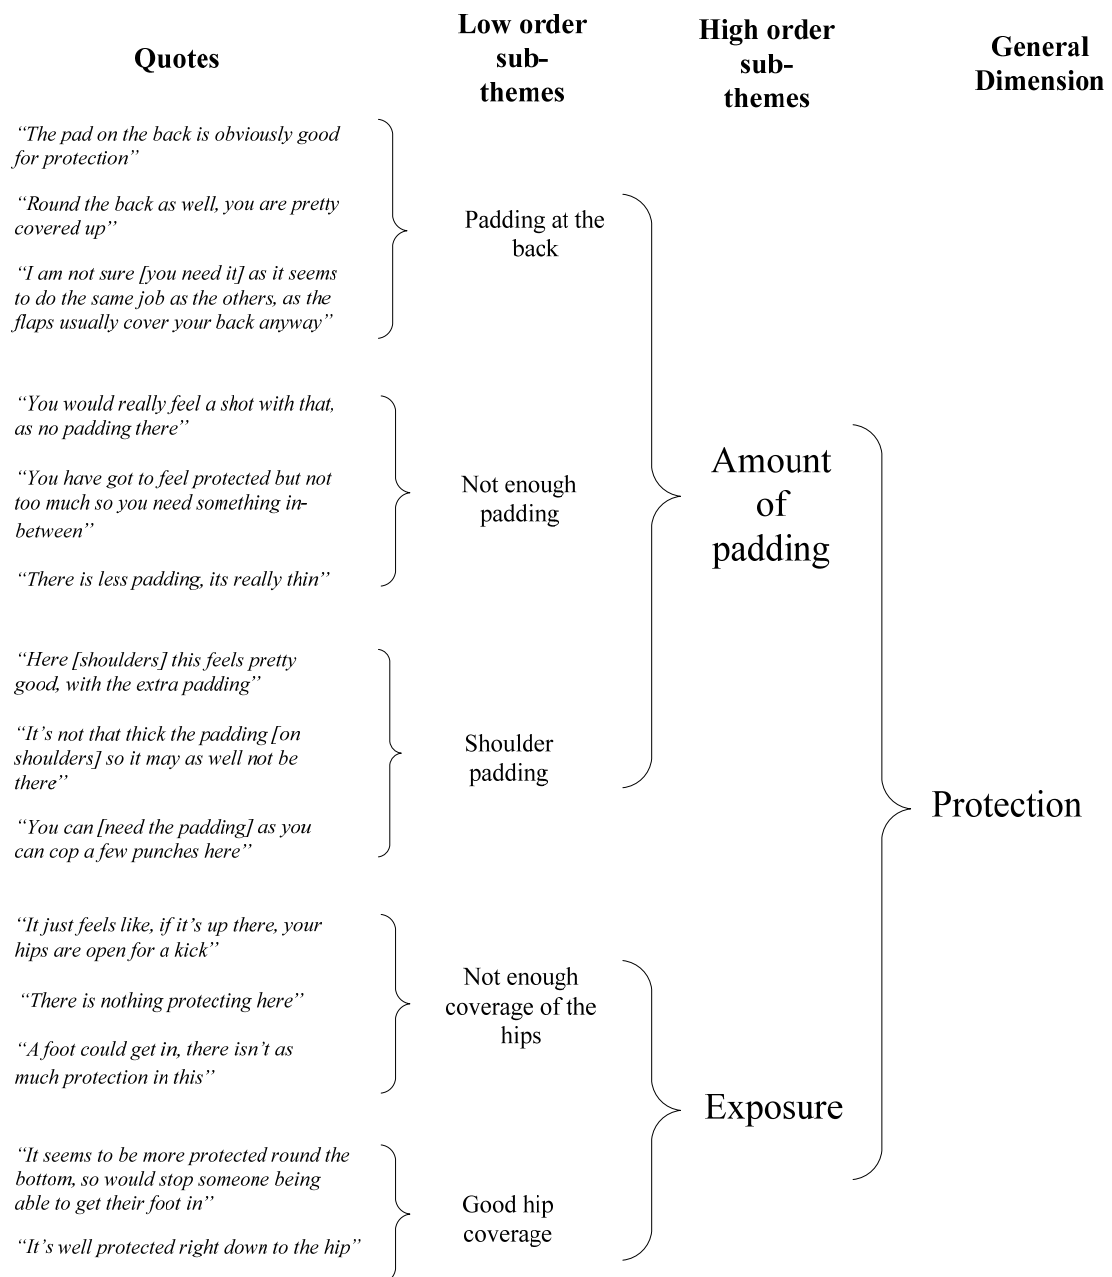 Quotes
Low order
sub-
themes
High order
sub-
themes
General
Dimension
“The pad on the back is obviously good
for protection”
“Round the back as well, you are pretty
covered up”
“I am not sure [you need it] as it seems
to do the same job as the others, as the
flaps usually cover your back anyway”
Padding at the
back
“You would really feel a shot with that,
as no padding there”
“You have got to feel protected but not
too much so you need something in-
between”
“There is less padding, its really thin”
Not enough
padding
“Here [shoulders] this feels pretty
good, with the extra padding”
“It’s not that thick the padding [on
shoulders] so it may as well not be
there”
“You can [need the padding] as you
can cop a few punches here”
Shoulder
padding
Amount
of
padding
“It just feels like, if it’s up there, your
hips are open for a kick”
“There is nothing protecting here”
“A foot could get in, there isn’t as
much protection in this”
Not enough
coverage of the
hips
“It seems to be more protected round the
bottom, so would stop someone being
able to get their foot in”
“It’s well protected right down to the hip”
Good hip
coverage
Exposure
Protection